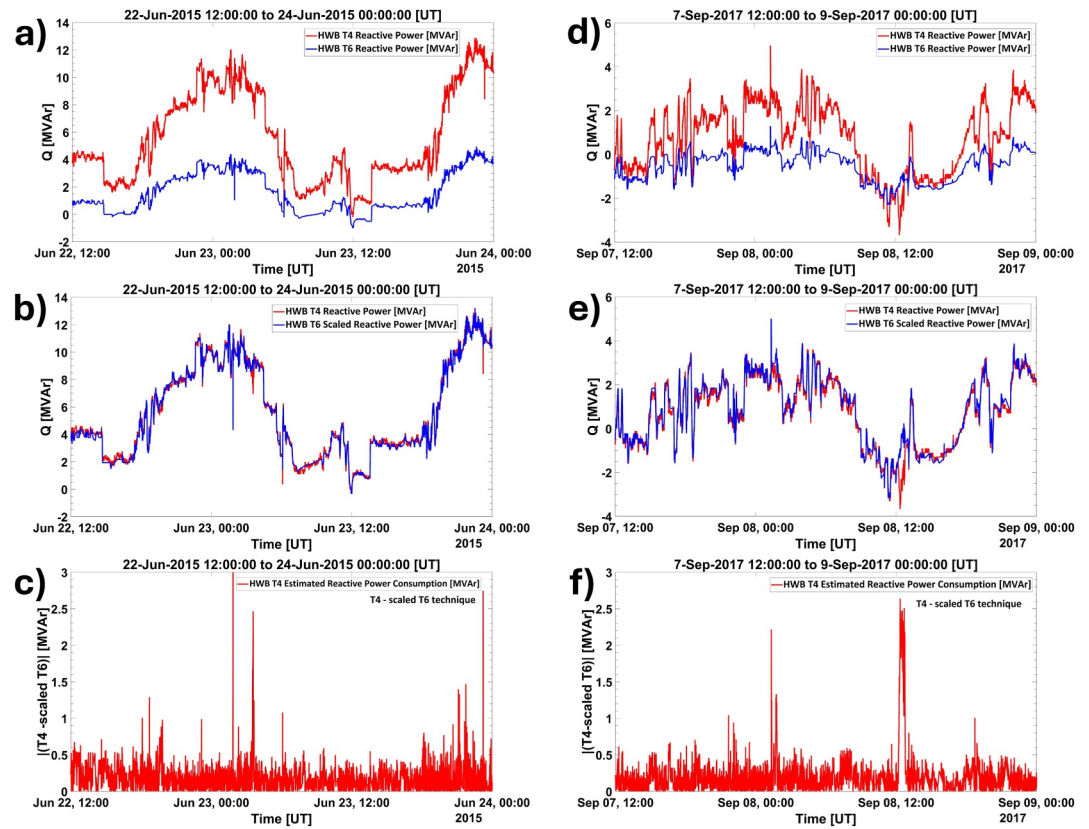 a)
22-Jun-2015 12:00:00 to 24-Jun-2015 00:00:00 [UT]
HWB T4 Reactive Power [MVAr]
HWB T6 Reactive Power [MVAr]
Q [MVAr]
14
12
10
8
6
4
2
0
-2
Jun 22, 12:00
Jun 23, 00:00
Jun 23, 12:00
Jun 24, 00:00
Time [UT]
2015
d)
7-Sep-2017 12:00:00 to 9-Sep-2017 00:00:00 [UT]
HWB T4 Reactive Power [MVAr]
HWB T6 Reactive Power [MVAr]
Q [MVAr]
6
4
2
0
-2
-4
Sep 07, 12:00
Sep 08, 00:00
Sep 08, 12:00
Sep 09, 00:00
Time [UT]
2017
b)
22-Jun-2015 12:00:00 to 24-Jun-2015 00:00:00 [UT]
HWB T4 Reactive Power [MVAr]
HWB T6 Scaled Reactive Power [MVAr]
Q [MVAr]
14
12
10
8
6
4
2
0
-2
Jun 22, 12:00
Jun 23, 00:00
Jun 23, 12:00
Jun 24, 00:00
Time [UT]
2015
e)
7-Sep-2017 12:00:00 to 9-Sep-2017 00:00:00 [UT]
HWB T4 Reactive Power [MVAr]
HWB T6 Scaled Reactive Power [MVAr]
Q [MVAr]
6
4
2
0
-2
-4
Sep 07, 12:00
Sep 08, 00:00
Sep 08, 12:00
Sep 09, 00:00
Time [UT]
2017
c)
22-Jun-2015 12:00:00 to 24-Jun-2015 00:00:00 [UT]
HWB T4 Estimated Reactive Power Consumption [MVAr]
T4 - scaled T6 technique
|(T4 -scaled T6)| [MVAr]
3
2.5
2
1.5
1
0.5
0
Jun 22, 12:00
Jun 23, 00:00
Jun 23, 12:00
Jun 24, 00:00
Time [UT]
2015
f)
7-Sep-2017 12:00:00 to 9-Sep-2017 00:00:00 [UT]
HWB T4 Estimated Reactive Power Consumption [MVAr]
T4 - scaled T6 technique
|(T4-scaled T6)| [MVAr]
3
2.5
2
1.5
1
0.5
0
Sep 07, 12:00
Sep 08, 00:00
Sep 08, 12:00
Sep 09, 00:00
Time [UT]
2017